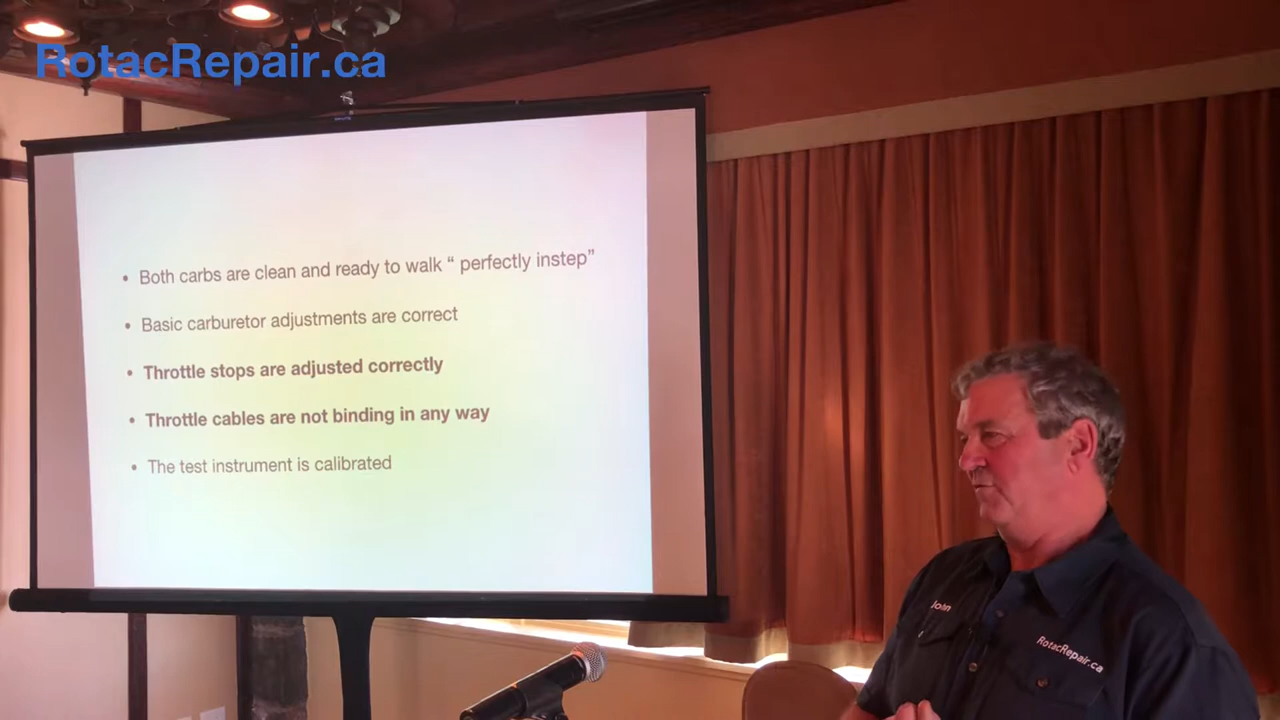 RotacRepair.ca
• Both carbs are clean and ready to walk “ perfectly instep”
• Basic carburetor adjustments are correct
• Throttle stops are adjusted correctly
• Throttle cables are not binding in any way
• The test instrument is calibrated
John
RotacRepair.ca